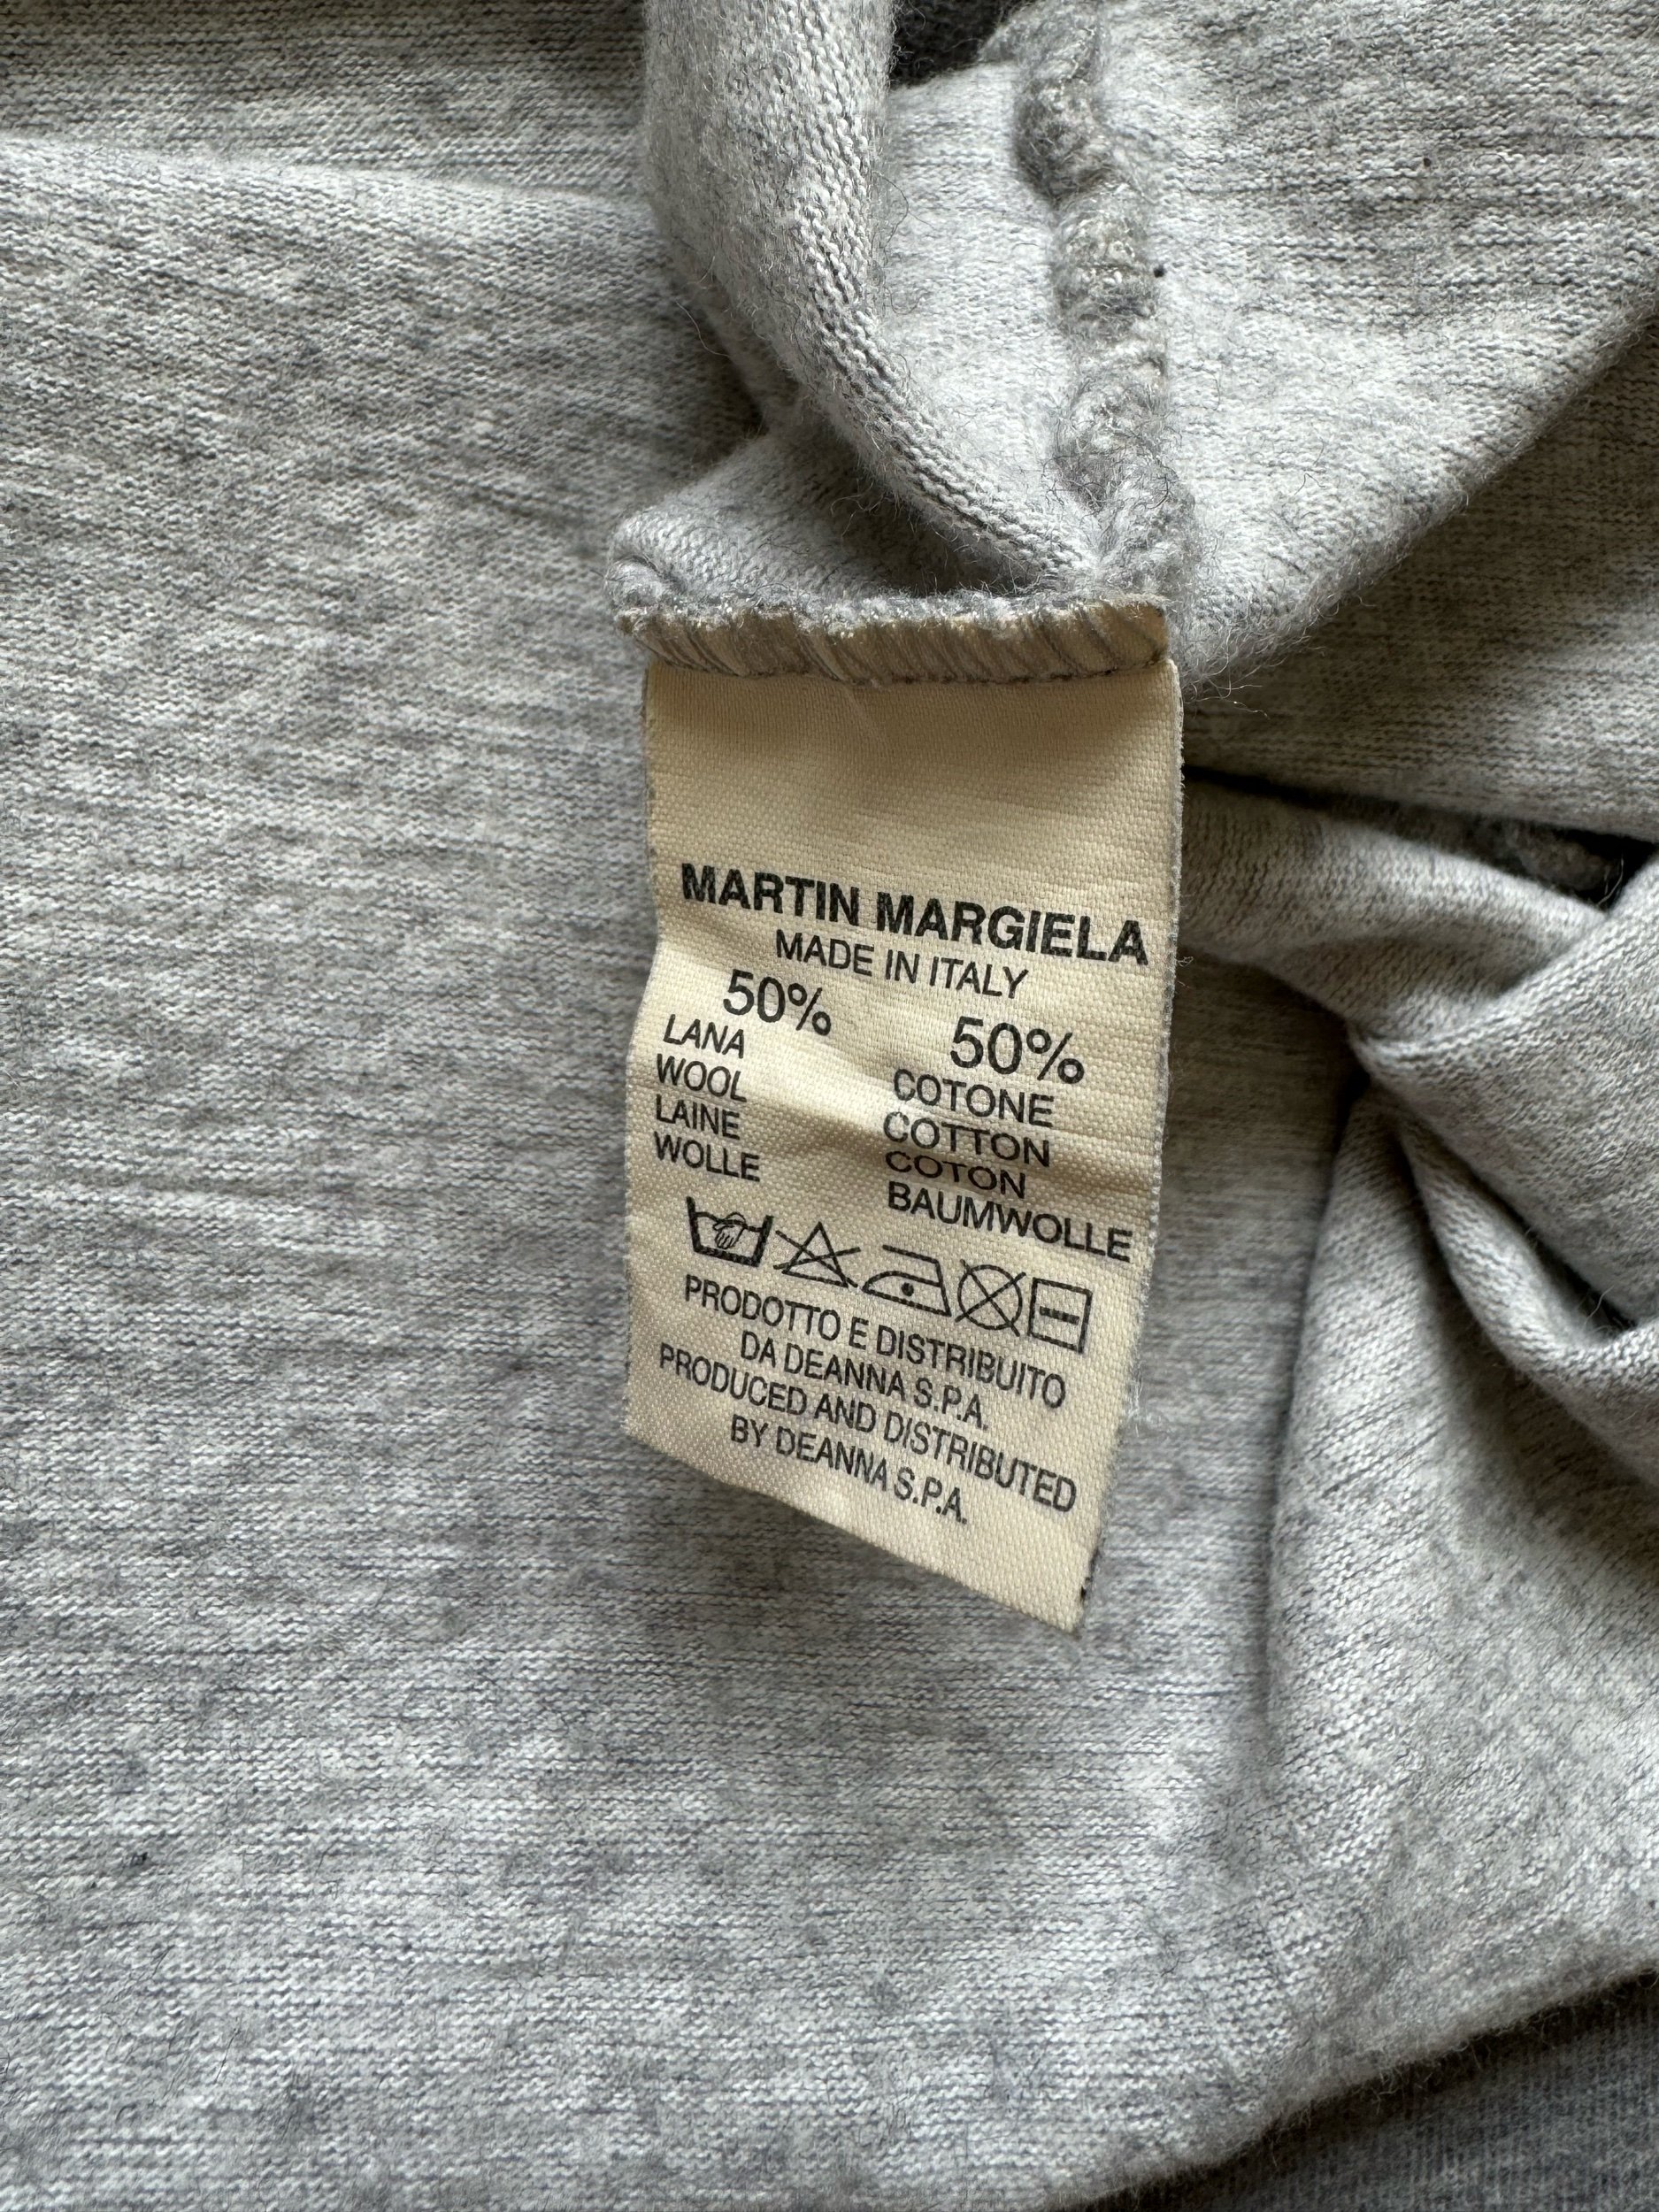 MARTIN MARGIELA
MADE IN ITALY
50% 50%
LANA COTONE
WOOL COTTON
LAINE COTON
WOLLE BAUMWOLLE
PRODOTTO E DISTRIBUITO
DA DEANNA S.P.A.
PRODUCED AND DISTRIBUTED
BY DEANNA S.P.A.